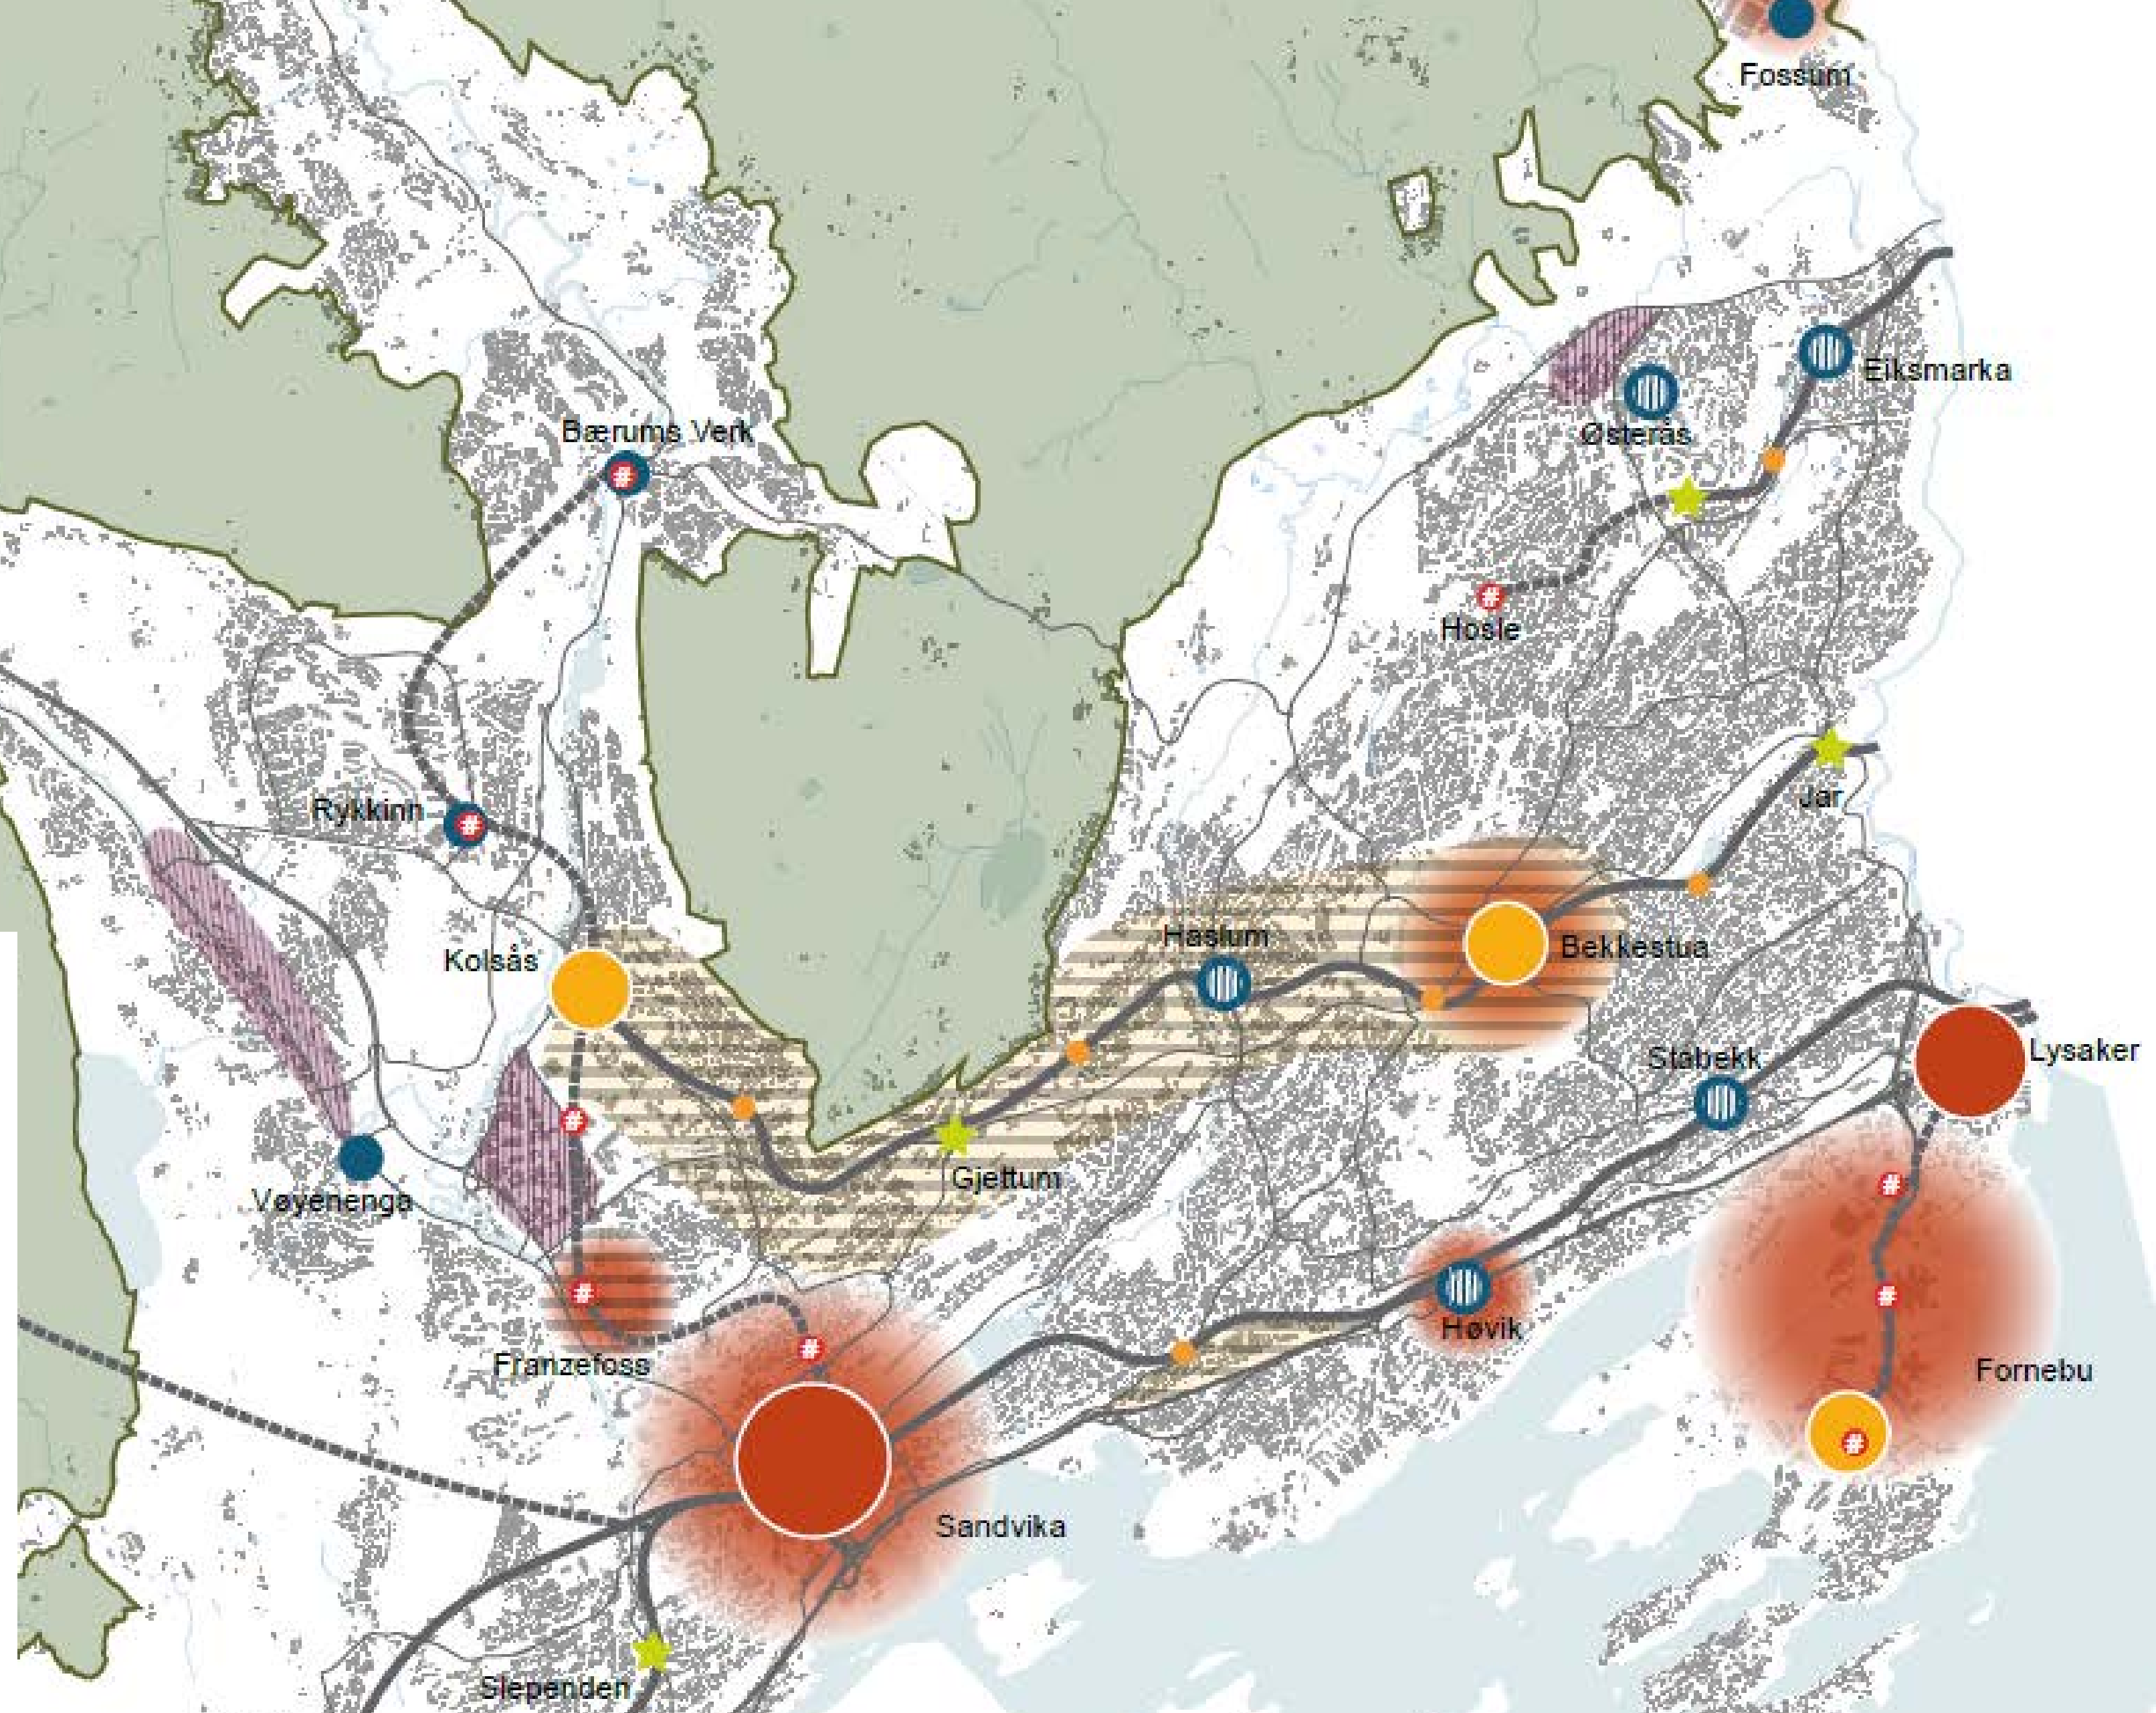 Fossum
Eiksmarka
Bærums Verk
Østerås
Hosle
Jar
Rykkinn
Haslum
Bekkestua
Kolsås
Stabekk
Lysaker
Gjettum
Vøyenenga
Høvik
Franzefoss
Fornebu
Sandvika
Slependen
#
#
#
#
#
#
#
#
#